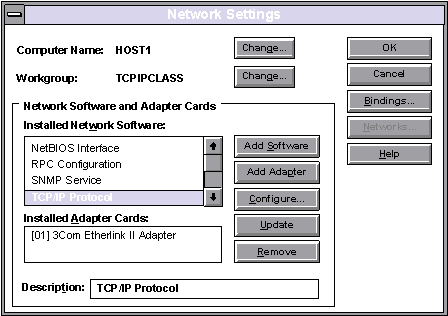 Network Settings
Computer Name: HOST1 Change... OK
Workgroup: TCPIPCLASS Change... Cancel
Bindings...
Networks...
Help
Network Software and Adapter Cards
Installed Network Software:
NetBIOS Interface
RPC Configuration
SNMP Service
TCP/IP Protocol
Add Software
Add Adapter
Configure...
Update
Remove
Installed Adapter Cards:
[01] 3Com Etherlink II Adapter
Description: TCP/IP Protocol